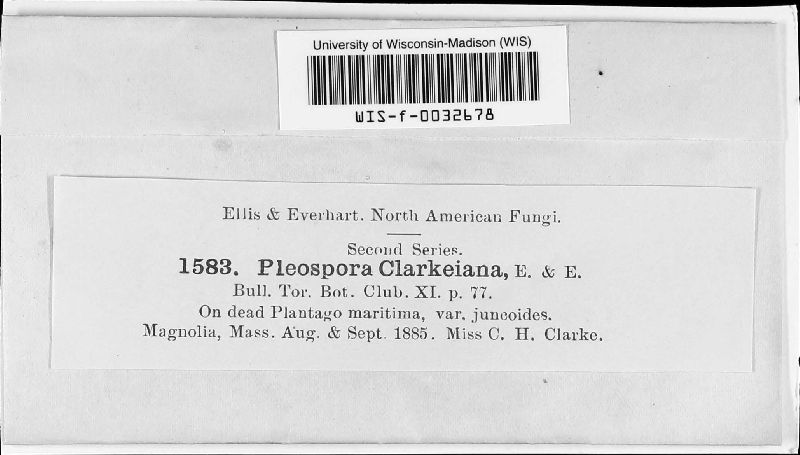 University of Wisconsin-Madison (WIS)
WIS-f-0032678
Ellis & Everhart. North American Fungi.
Second Series.
1583. Pleospora Clarkeiana, E. & E.
Bull. Tor. Bot. Club. XI. p. 77.
On dead Plantago maritima, var. juncoides.
Magnolia, Mass. Aug. & Sept. 1885. Miss C. H. Clarke.